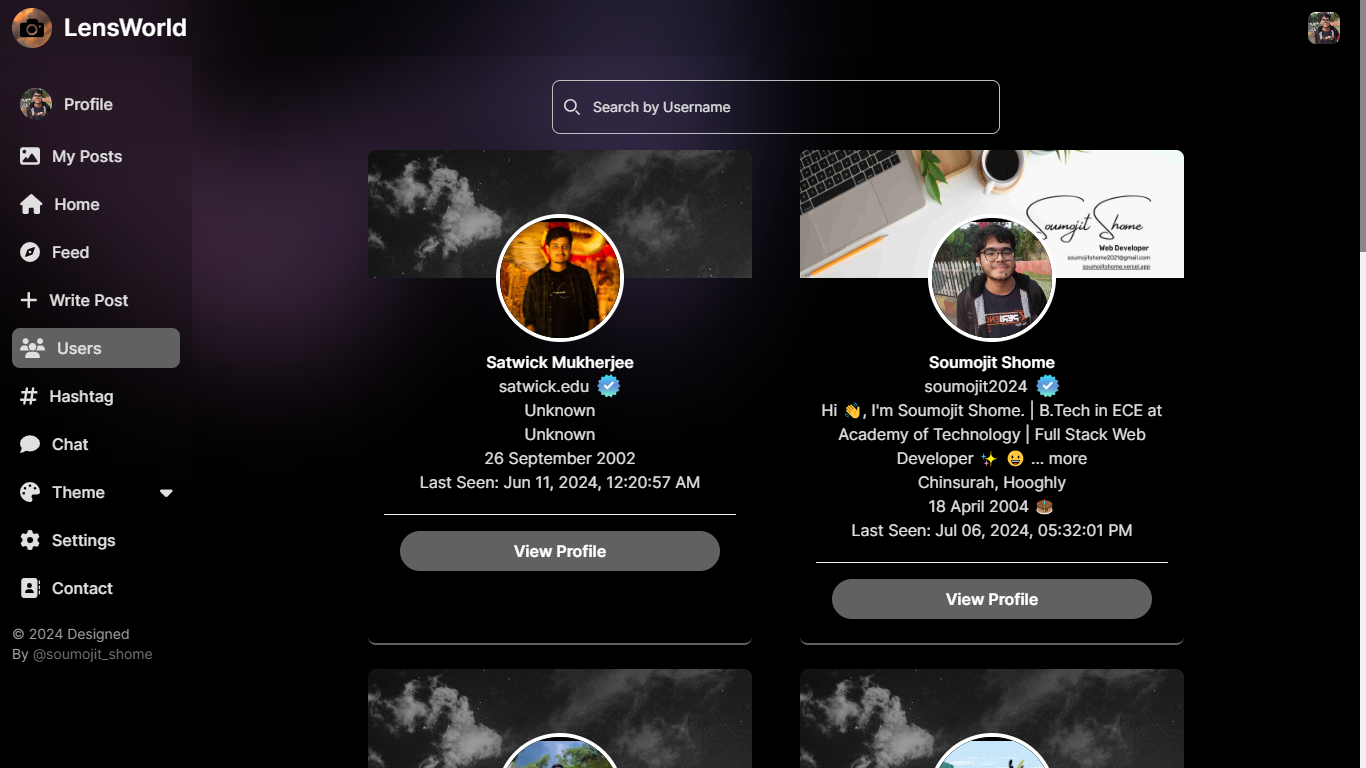 LensWorld
Profile
My Posts
Home
Feed
Write Post
Users
Hashtag
Chat
Theme
Settings
Contact
© 2024 Designed
By @soumojit_shome
Search by Username
Satwick Mukherjee
satwick.edu
Unknown
Unknown
26 September 2002
Last Seen: Jun 11, 2024, 12:20:57 AM
View Profile
Soumojit Shome
Web Developer
soumojitshome2021@gmail.com
soumojitshome.vercel.app
Soumojit Shome
soumojit2024
Hi 👋, I'm Soumojit Shome. | B.Tech in ECE at
Academy of Technology | Full Stack Web
Developer ✨ 😀 ... more
Chinsurah, Hooghly
18 April 2004 🎂
Last Seen: Jul 06, 2024, 05:32:01 PM
View Profile